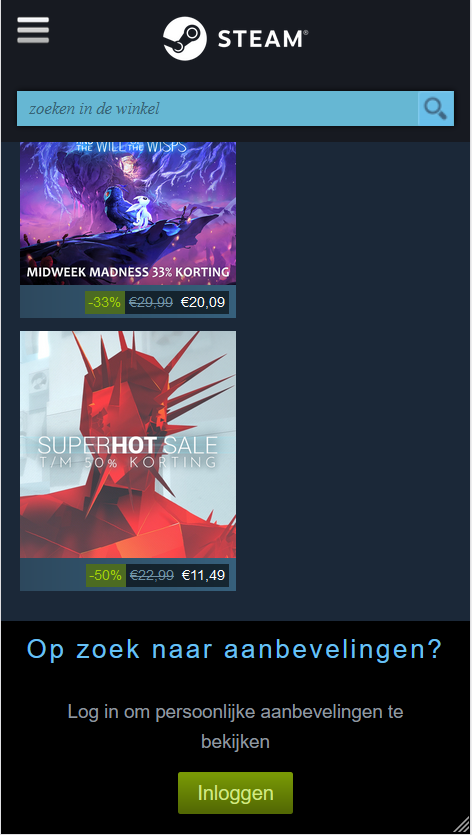 STEAM®
zoeken in de winkel
THE WILL THE WISPS
MIDWEEK MADNESS 33% KORTING
-33% €29,99 €20,09
SUPERHOT SALE
T/M 50% KORTING
-50% €22,99 €11,49
Op zoek naar aanbevelingen?
Log in om persoonlijke aanbevelingen te
bekijken
Inloggen